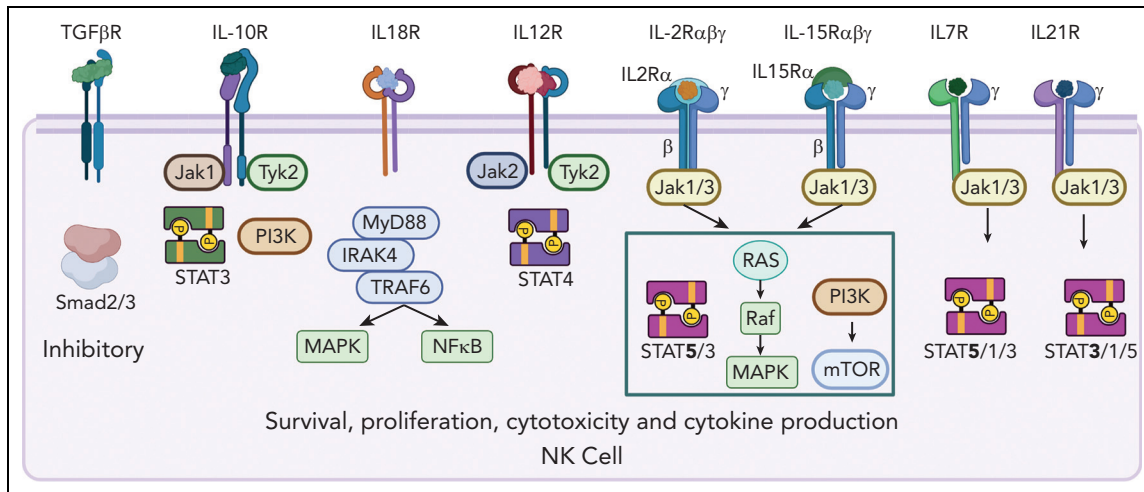 TGFβR
IL-10R
IL18R
IL12R
IL-2Rαβγ
IL-15Rαβγ
IL7R
IL21R
IL2Rα
IL15Rα
γ
γ
γ
γ
β
β
Jak1
Tyk2
Jak2
Tyk2
Jak1/3
Jak1/3
Jak1/3
Jak1/3
P
P
STAT3
PI3K
MyD88
IRAK4
TRAF6
MAPK
NFκB
P
P
STAT4
P
P
STAT5/3
RAS
Raf
MAPK
PI3K
mTOR
P
P
STAT5/1/3
P
P
STAT3/1/5
Smad2/3
Inhibitory
Survival, proliferation, cytotoxicity and cytokine production
NK Cell